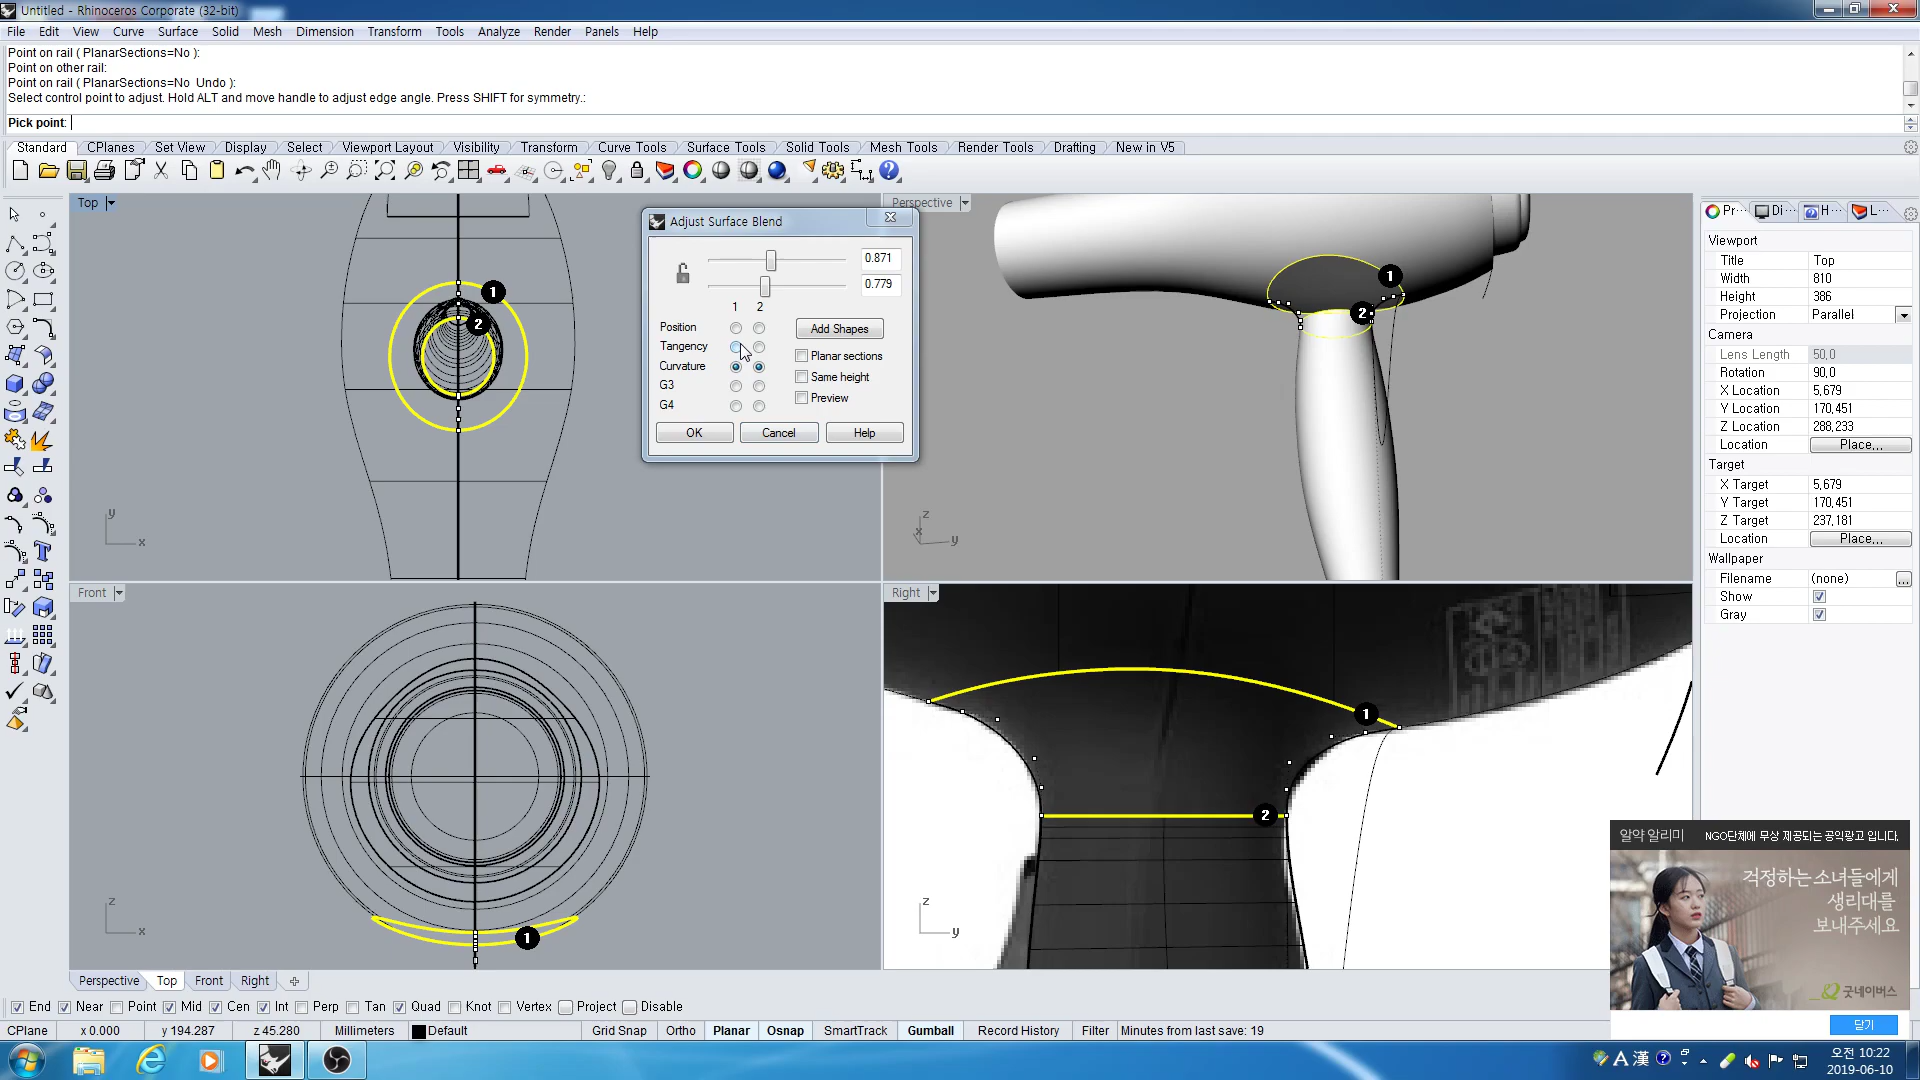 Untitled - Rhinoceros Corporate (32-bit)
File Edit View Curve Surface Solid Mesh Dimension Transform Tools Analyze Render Panels Help
Point on rail ( PlanarSections=No ):
Point on other rail:
Point on rail ( PlanarSections=No Undo ):
Select control point to adjust. Hold ALT and move handle to adjust edge angle. Press SHIFT for symmetry.:
Pick point:
Standard CPlanes Set View Display Select Viewport Layout Visibility Transform Curve Tools Surface Tools Solid Tools Mesh Tools Render Tools Drafting New in V5
Top
1
2
y
x
Adjust Surface Blend
0.871
0.779
1 2
Position
Tangency
Curvature
G3
G4
Add Shapes
Planar sections
Same height
Preview
OK Cancel Help
Perspective
1
2
z
x
y
Front
1
z
x
Right
1
2
z
y
Pr... Di... H... L...
Viewport
Title Top
Width 810
Height 386
Projection Parallel
Camera
Lens Length 50,0
Rotation 90,0
X Location 5,679
Y Location 170,451
Z Location 288,233
Location Place...
Target
X Target 5,679
Y Target 170,451
Z Target 237,181
Location Place...
Wallpaper
Filename (none) ...
Show
Gray
알약 알리미 NGO단체에 무상 제공되는 공익광고 입니다.
걱정하는 소녀들에게
생리대를
보내주세요
굿네이버스
닫기
Perspective Top Front Right
End Near Point Mid Cen Int Perp Tan Quad Knot Vertex Project Disable
CPlane x 0.000 y 194.287 z 45.280 Millimeters Default Grid Snap Ortho Planar Osnap SmartTrack Gumball Record History Filter Minutes from last save: 19
A 漢
오전 10:22
2019-06-10